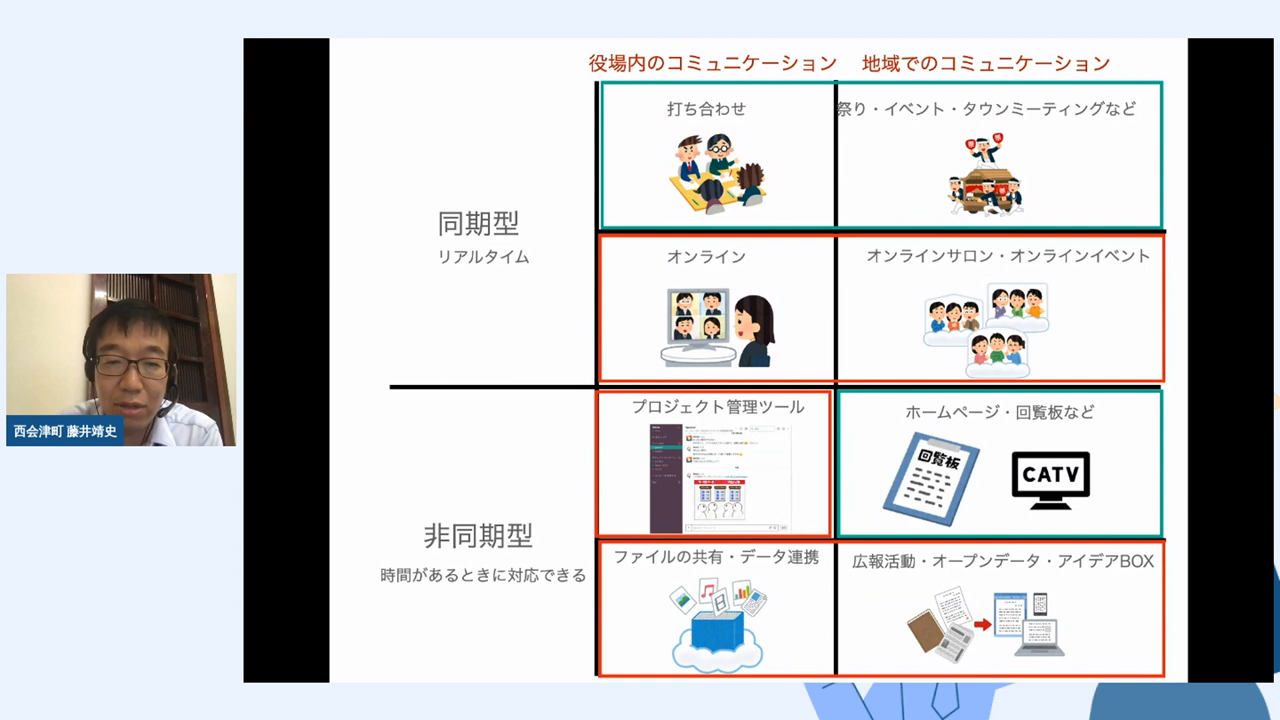 役場内のコミュニケーション
地域でのコミュニケーション
打ち合わせ
祭り・イベント・タウンミーティングなど
同期型
リアルタイム
オンライン
オンラインサロン・オンラインイベント
プロジェクト管理ツール
ホームページ・回覧板など
回覧板
CATV
非同期型
時間があるときに対応できる
ファイルの共有・データ連携
広報活動・オープンデータ・アイデアBOX
西会津町 藤井靖史